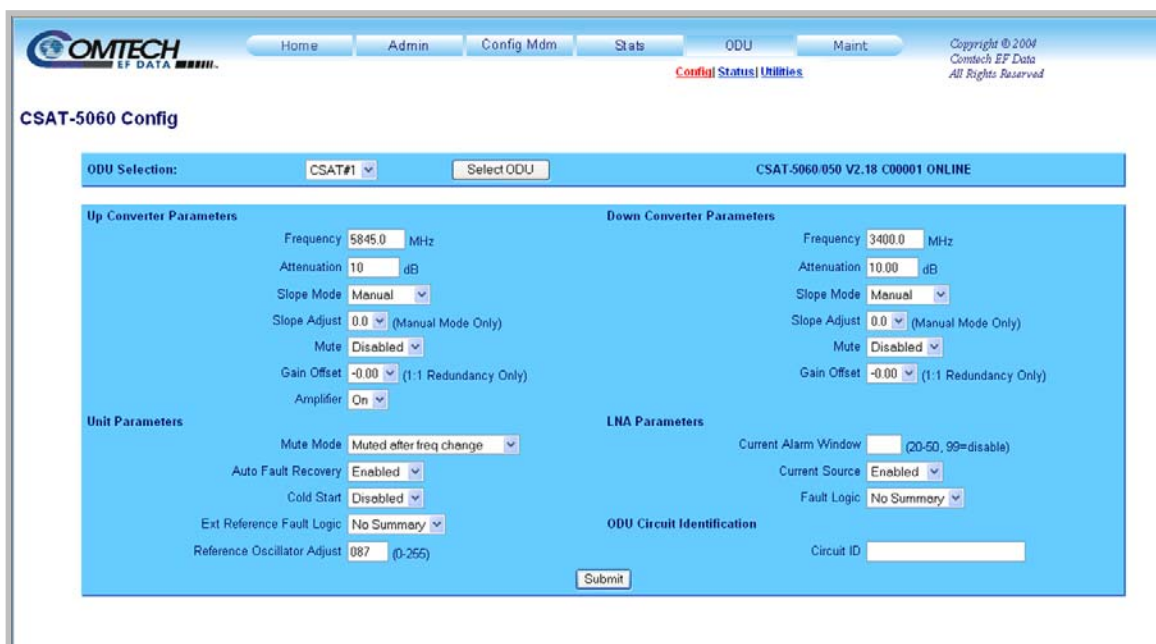 COMTECH
EF DATA
Home Admin Config Mdm Stats ODU Maint
Config| Status| Utilities
Copyright © 2004
Comtech EF Data
All Rights Reserved
CSAT-5060 Config
ODU Selection: CSAT#1 Select ODU CSAT-5060/050 V2.18 C00001 ONLINE
Up Converter Parameters
Frequency 5845.0 MHz
Attenuation 10 dB
Slope Mode Manual
Slope Adjust 0.0 (Manual Mode Only)
Mute Disabled
Gain Offset -0.00 (1:1 Redundancy Only)
Amplifier On
Down Converter Parameters
Frequency 3400.0 MHz
Attenuation 10.00 dB
Slope Mode Manual
Slope Adjust 0.0 (Manual Mode Only)
Mute Disabled
Gain Offset -0.00 (1:1 Redundancy Only)
Unit Parameters
Mute Mode Muted after freq change
Auto Fault Recovery Enabled
Cold Start Disabled
Ext Reference Fault Logic No Summary
Reference Oscillator Adjust 087 (0-255)
LNA Parameters
Current Alarm Window (20-50, 99=disable)
Current Source Enabled
Fault Logic No Summary
ODU Circuit Identification
Circuit ID
Submit